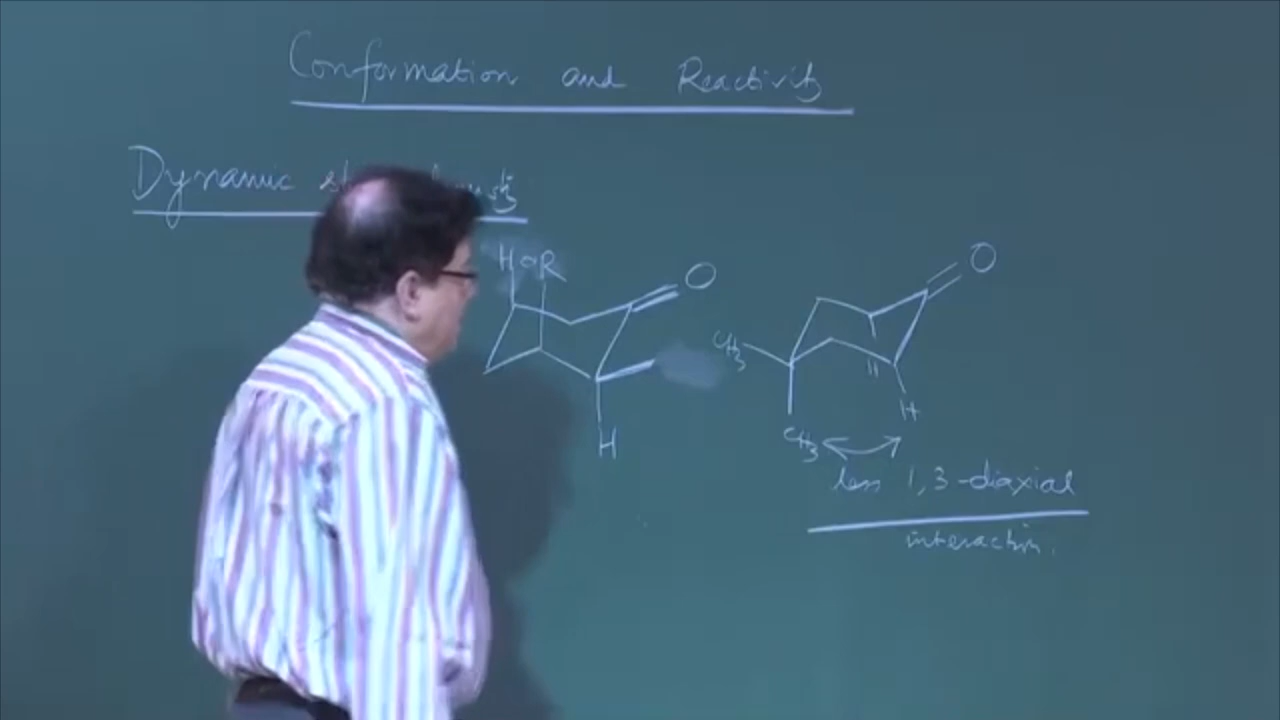 Conformation and Reactivity
Dynamic
H
OR
O
H
O
CH3
CH3
H
H
less 1,3-diaxial
interaction.